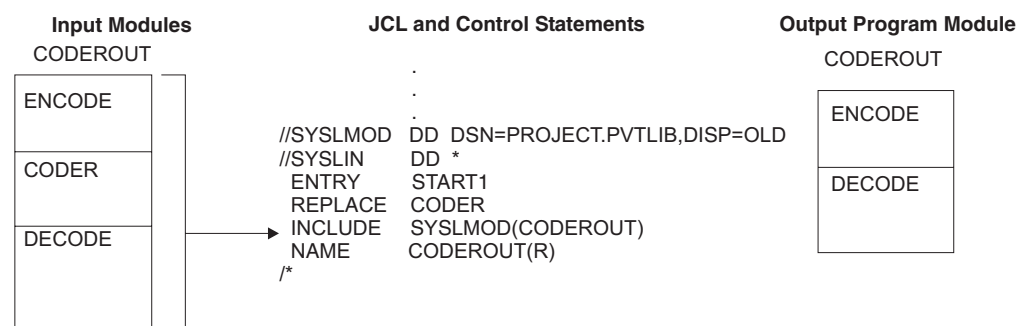 Input Modules
CODEROUT
ENCODE
CODER
DECODE
JCL and Control Statements
.
.
.
//SYSLMOD DD DSN=PROJECT.PVTLIB,DISP=OLD
//SYSLIN DD *
ENTRY START1
REPLACE CODER
INCLUDE SYSLMOD(CODEROUT)
NAME CODEROUT(R)
/*
Output Program Module
CODEROUT
ENCODE
DECODE